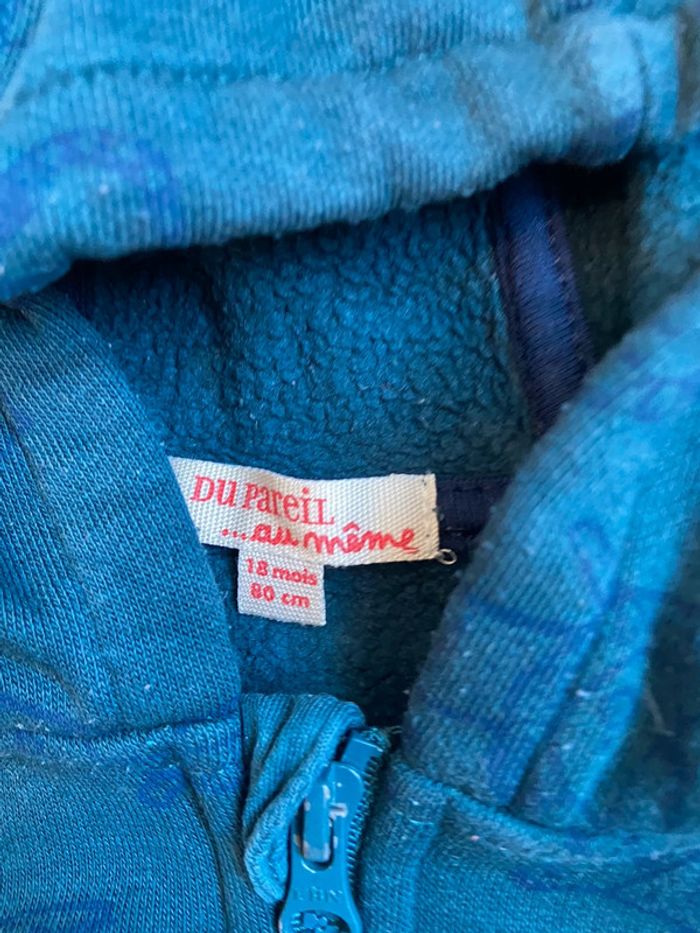 DU PareiL
...au même
18 mois
80 cm